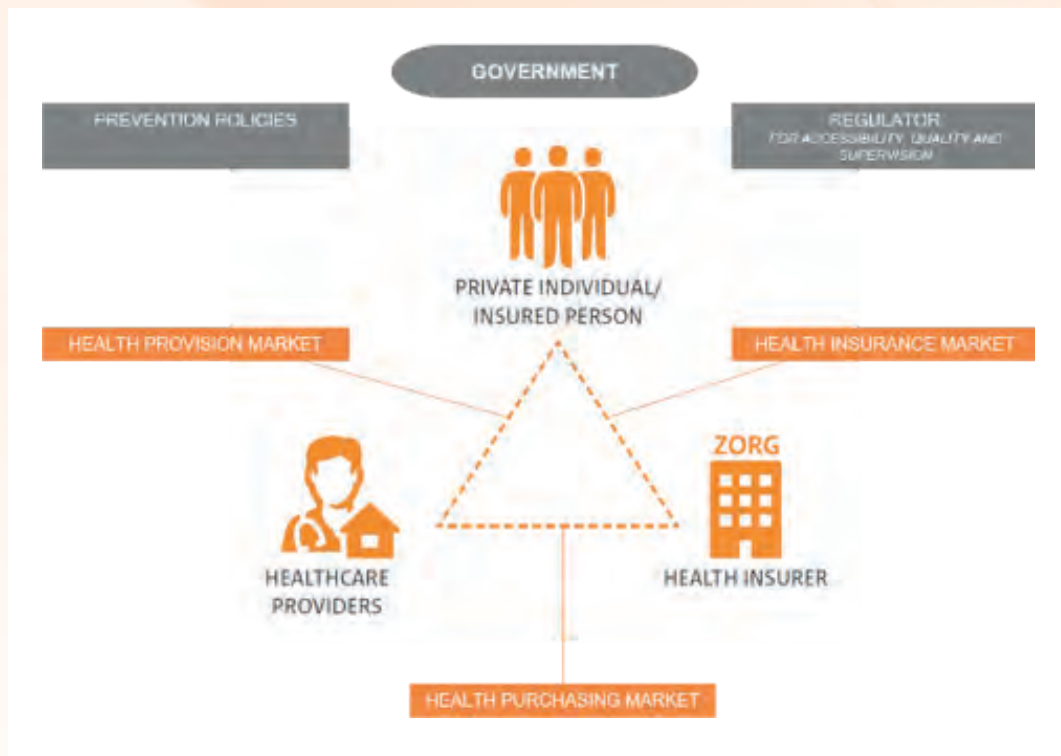 GOVERNMENT
PREVENTION POLICIES
REGULATOR
FOR ACCESSIBILITY, QUALITY AND
SUPERVISION
PRIVATE INDIVIDUAL/
INSURED PERSON
HEALTH PROVISION MARKET
HEALTH INSURANCE MARKET
ZORG
HEALTHCARE
PROVIDERS
HEALTH INSURER
HEALTH PURCHASING MARKET